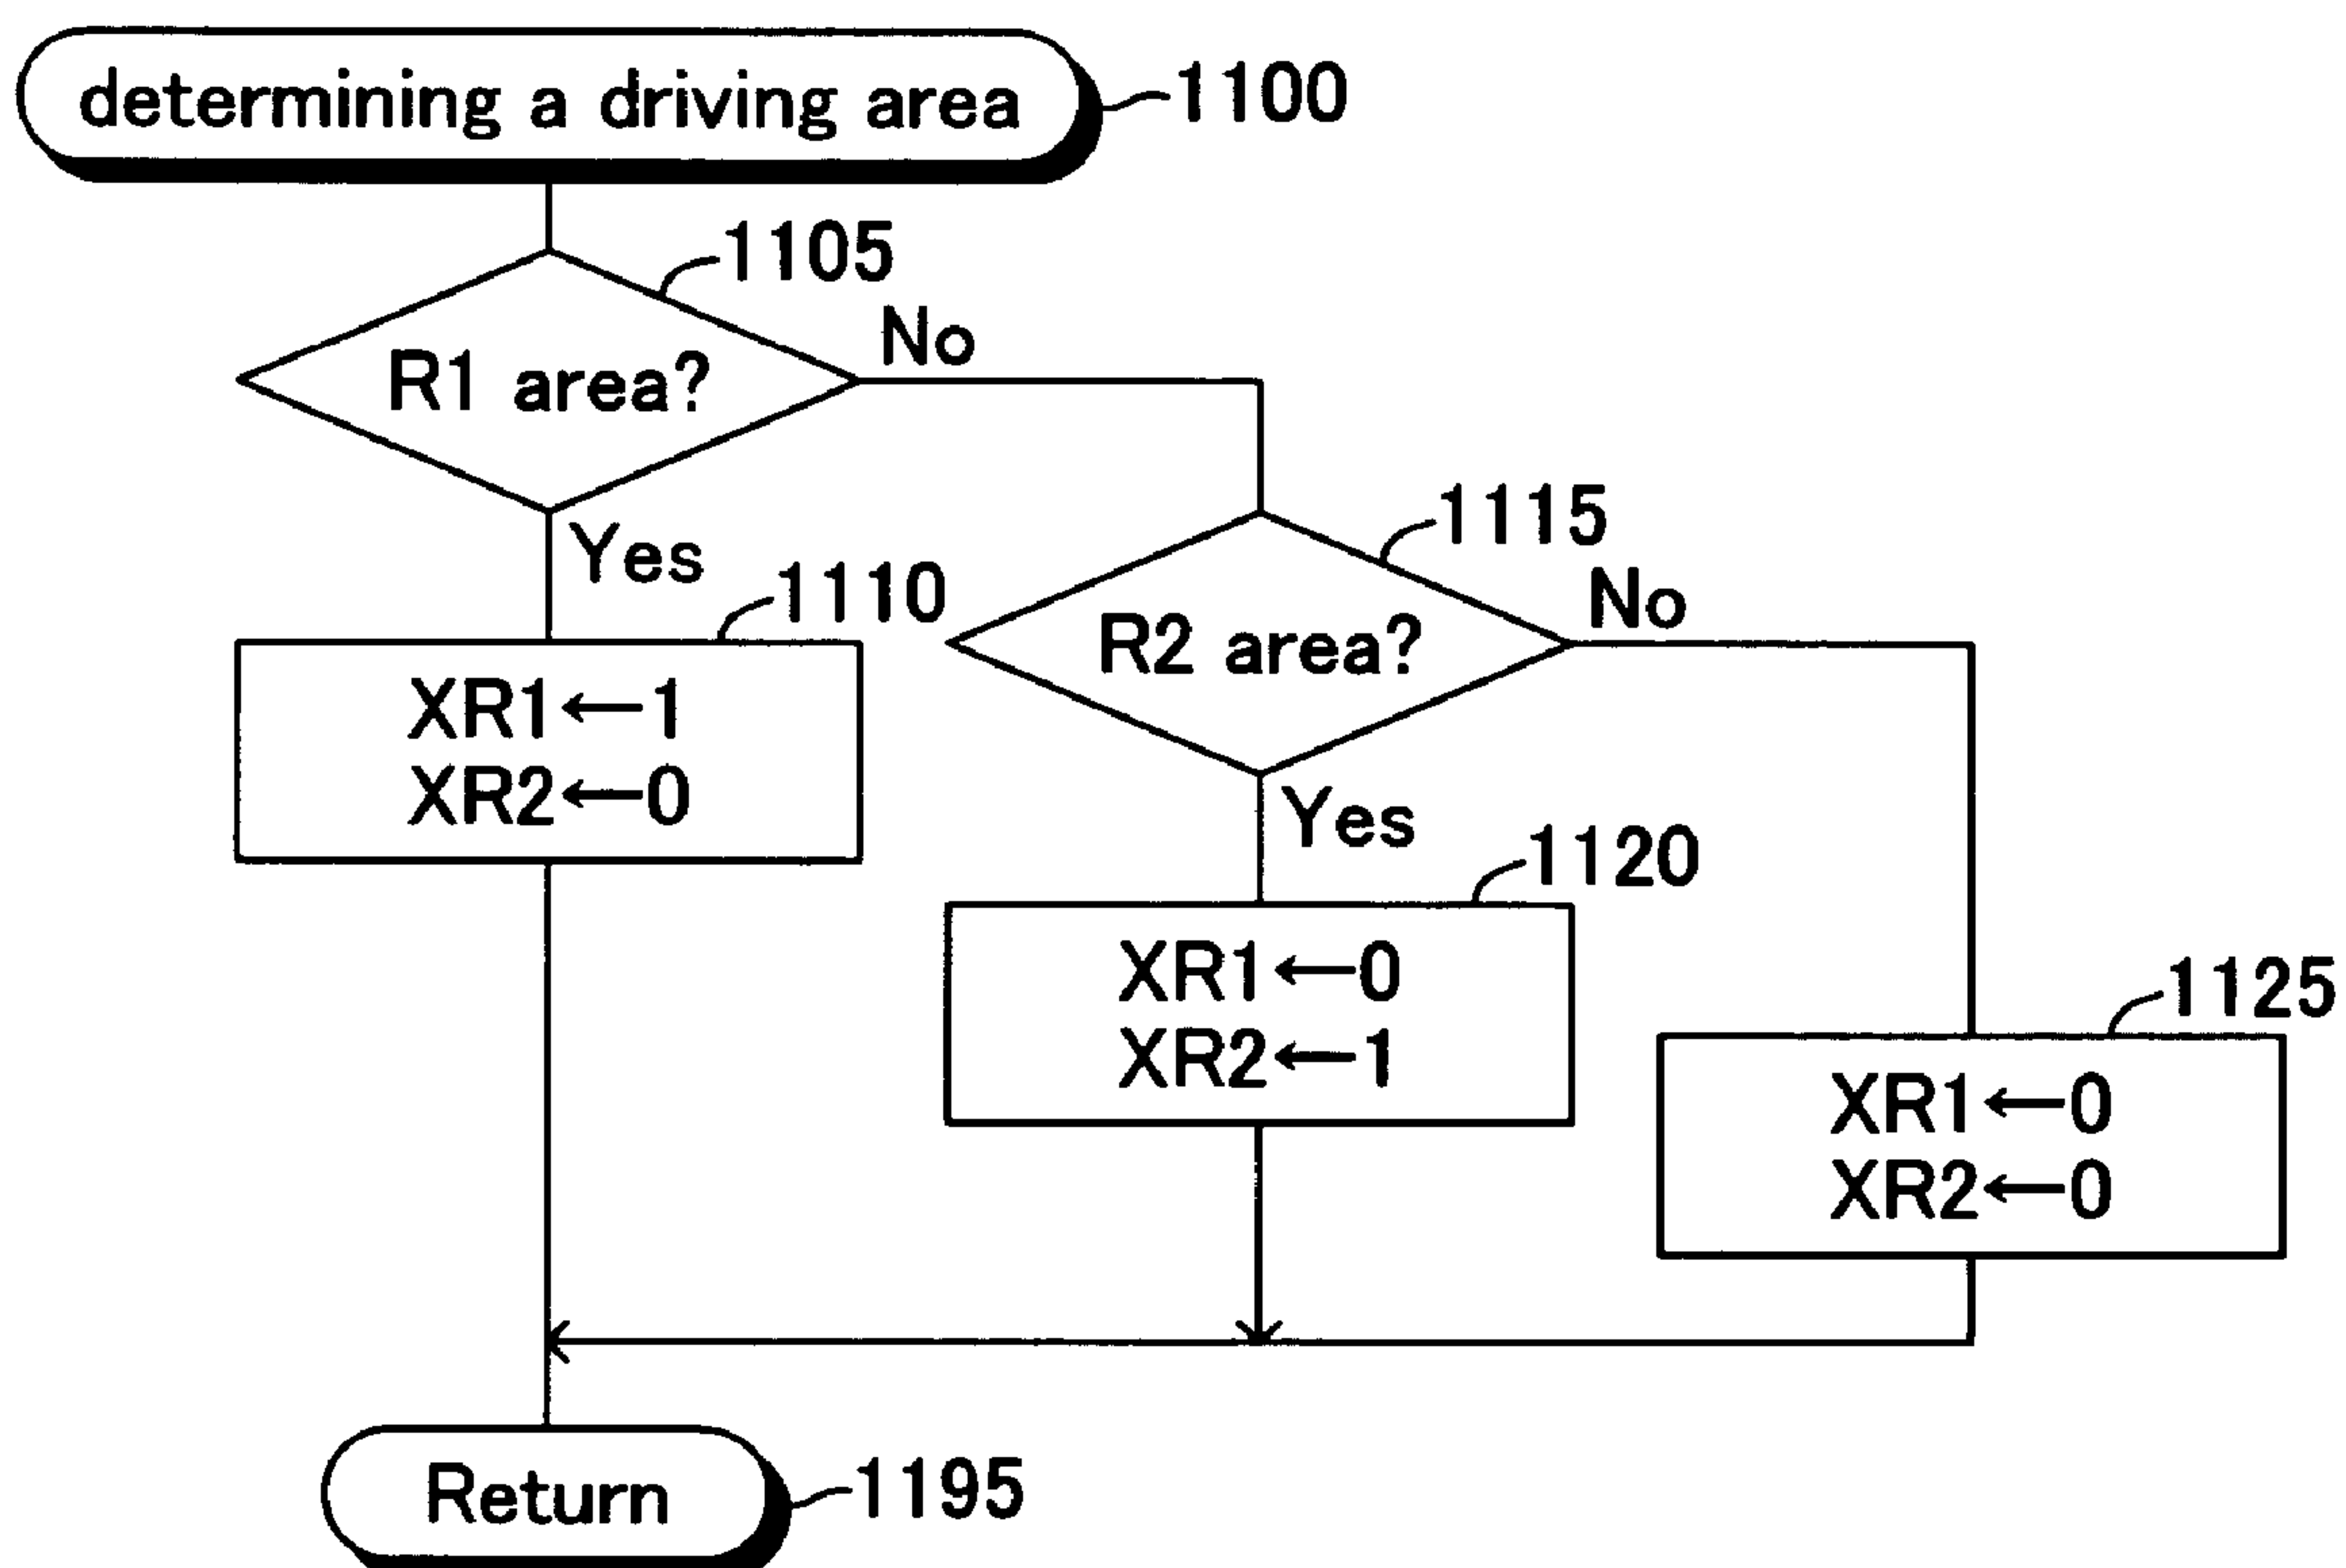 determining a driving area
1100
1105
R1 area?
No
Yes
1110
XR1←1
XR2←0
1115
R2 area?
No
Yes
1120
XR1←0
XR2←1
1125
XR1←0
XR2←0
Return
1195